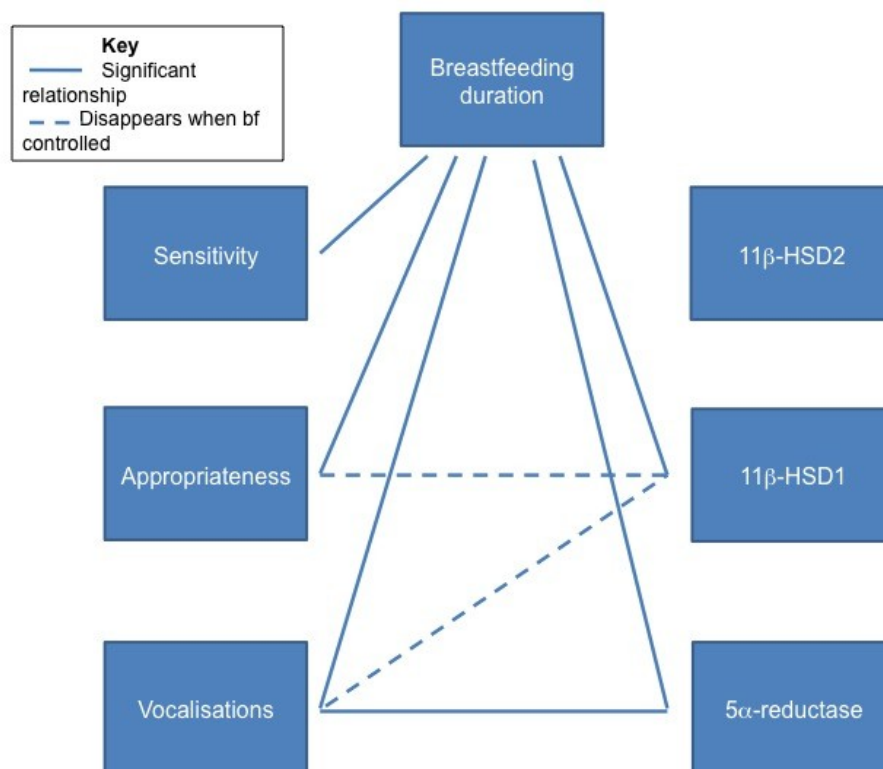 Key
Significant
relationship
Disappears when bf
controlled
Breastfeeding
duration
Sensitivity
11β-HSD2
Appropriateness
11β-HSD1
Vocalisations
5α-reductase